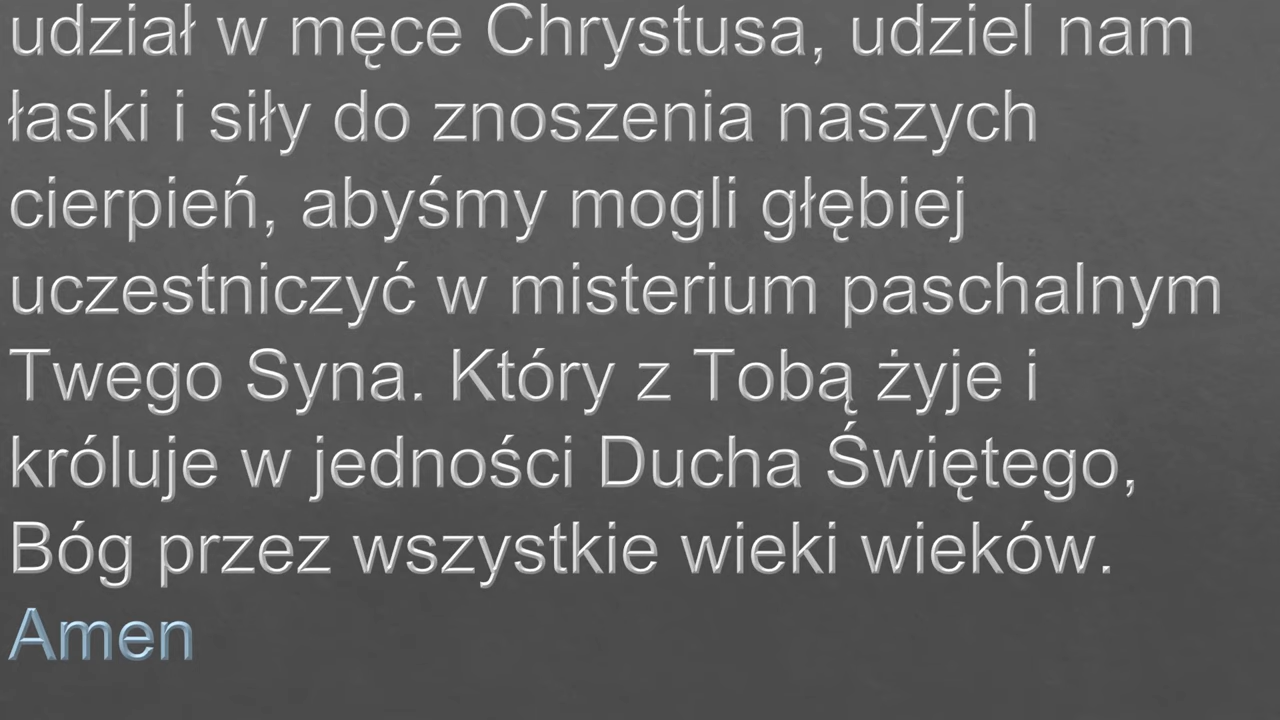 udział w męce Chrystusa, udziel nam
łaski i siły do znoszenia naszych
cierpień, abyśmy mogli głębiej
uczestniczyć w misterium paschalnym
Twego Syna. Który z Tobą żyje i
króluje w jedności Ducha Świętego,
Bóg przez wszystkie wieki wieków.
Amen